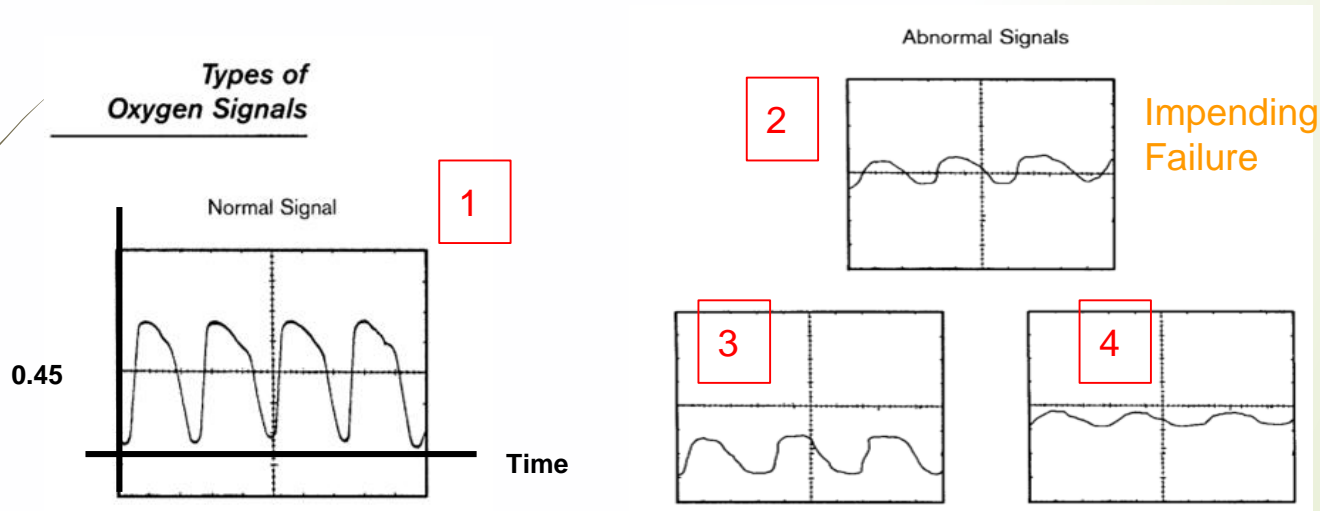 Types of
Oxygen Signals
Normal Signal
1
0.45
Time
Abnormal Signals
2
Impending
Failure
3
4